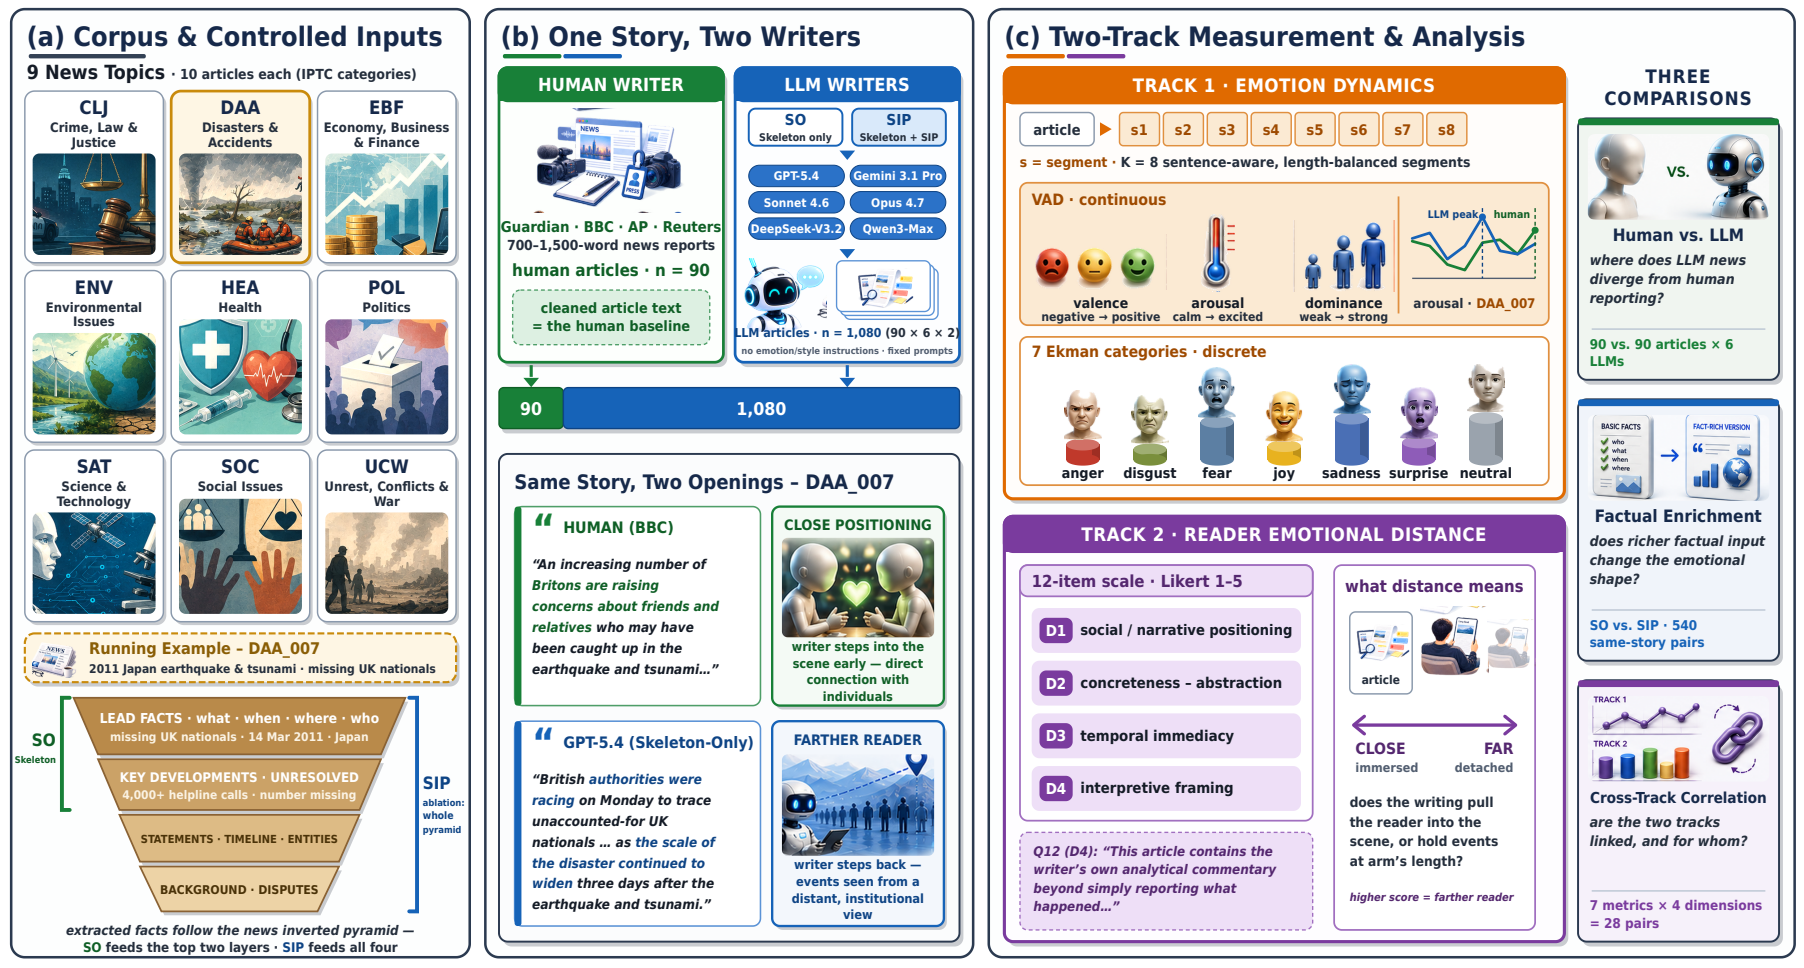 (a) Corpus & Controlled Inputs
9 News Topics · 10 articles each (IPTC categories)
CLJ
Crime, Law &
Justice
DAA
Disasters &
Accidents
EBF
Economy, Business
& Finance
ENV
Environmental
Issues
HEA
Health
POL
Politics
SAT
Science &
Technology
SOC
Social Issues
UCW
Unrest, Conflicts &
War
NEWS
Running Example – DAA_007
2011 Japan earthquake & tsunami · missing UK nationals
SO
Skeleton
LEAD FACTS · what · when · where · who
missing UK nationals · 14 Mar 2011 · Japan
KEY DEVELOPMENTS · UNRESOLVED
4,000+ helpline calls · number missing
STATEMENTS · TIMELINE · ENTITIES
BACKGROUND · DISPUTES
SIP
ablation:
whole
pyramid
extracted facts follow the news inverted pyramid —
SO feeds the top two layers · SIP feeds all four
(b) One Story, Two Writers
HUMAN WRITER
NEWS
PRESS
Guardian · BBC · AP · Reuters
700–1,500-word news reports
human articles · n = 90
cleaned article text
= the human baseline
LLM WRITERS
SO
Skeleton only
SIP
Skeleton + SIP
GPT-5.4
Gemini 3.1 Pro
Sonnet 4.6
Opus 4.7
DeepSeek-V3.2
Qwen3-Max
LLM articles · n = 1,080 (90 × 6 × 2)
no emotion/style instructions · fixed prompts
90
1,080
Same Story, Two Openings – DAA_007
“ HUMAN (BBC)
“An increasing number of
Britons are raising
concerns about friends and
relatives who may have
been caught up in the
earthquake and tsunami…”
CLOSE POSITIONING
writer steps into the
scene early — direct
connection with
individuals
“ GPT-5.4 (Skeleton-Only)
“British authorities were
racing on Monday to trace
unaccounted-for UK
nationals … as the scale of
the disaster continued to
widen three days after the
earthquake and tsunami.”
FARTHER READER
writer steps back —
events seen from a
distant, institutional
view
(c) Two-Track Measurement & Analysis
TRACK 1 · EMOTION DYNAMICS
article
s1
s2
s3
s4
s5
s6
s7
s8
s = segment · K = 8 sentence-aware, length-balanced segments
VAD · continuous
valence
negative → positive
arousal
calm → excited
dominance
weak → strong
LLM peak
human
arousal · DAA_007
7 Ekman categories · discrete
anger
disgust
fear
joy
sadness
surprise
neutral
TRACK 2 · READER EMOTIONAL DISTANCE
12-item scale · Likert 1–5
D1 social / narrative positioning
D2 concreteness – abstraction
D3 temporal immediacy
D4 interpretive framing
Q12 (D4): “This article contains the
writer’s own analytical commentary
beyond simply reporting what
happened…”
what distance means
article
CLOSE
immersed
FAR
detached
does the writing pull
the reader into the
scene, or hold events
at arm’s length?
higher score = farther reader
THREE
COMPARISONS
VS.
Human vs. LLM
where does LLM news
diverge from human
reporting?
90 vs. 90 articles × 6
LLMs
BASIC FACTS
who
what
when
where
FACT-RICH VERSION
Factual Enrichment
does richer factual input
change the emotional
shape?
SO vs. SIP · 540
same-story pairs
TRACK 1
TRACK 2
Cross-Track Correlation
are the two tracks
linked, and for whom?
7 metrics × 4 dimensions
= 28 pairs